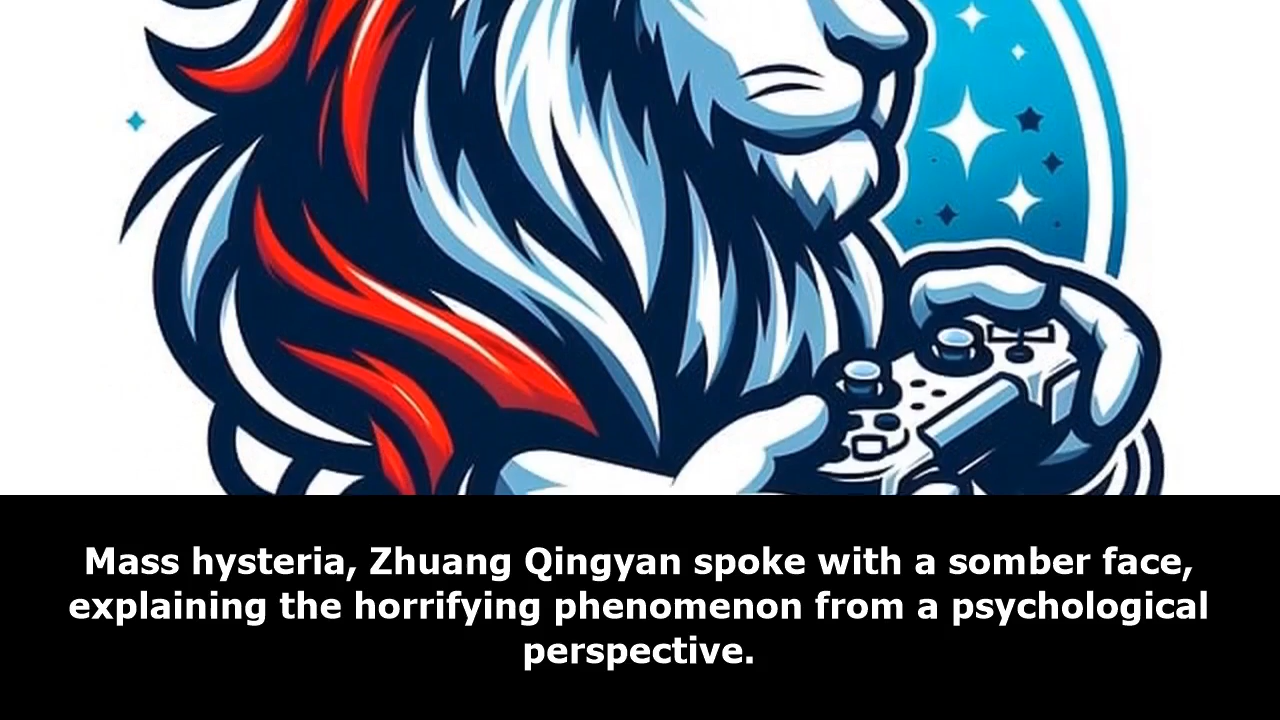 Mass hysteria, Zhuang Qingyan spoke with a somber face,
explaining the horrifying phenomenon from a psychological
perspective.